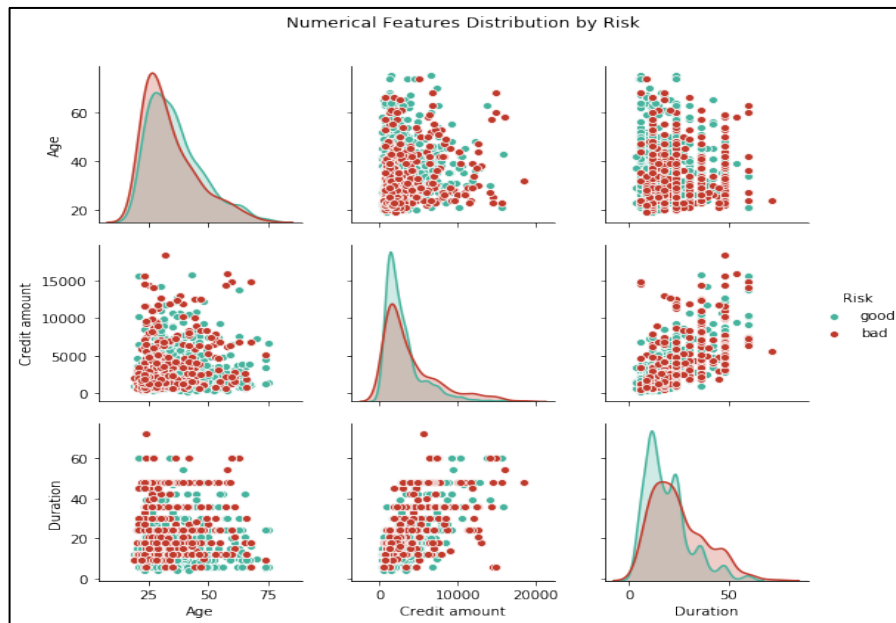 Numerical Features Distribution by Risk
Age
60
40
20
Credit amount
15000
10000
5000
0
Duration
60
40
20
0
25
50
75
Age
0
10000
20000
Credit amount
0
50
Duration
Risk
good
bad